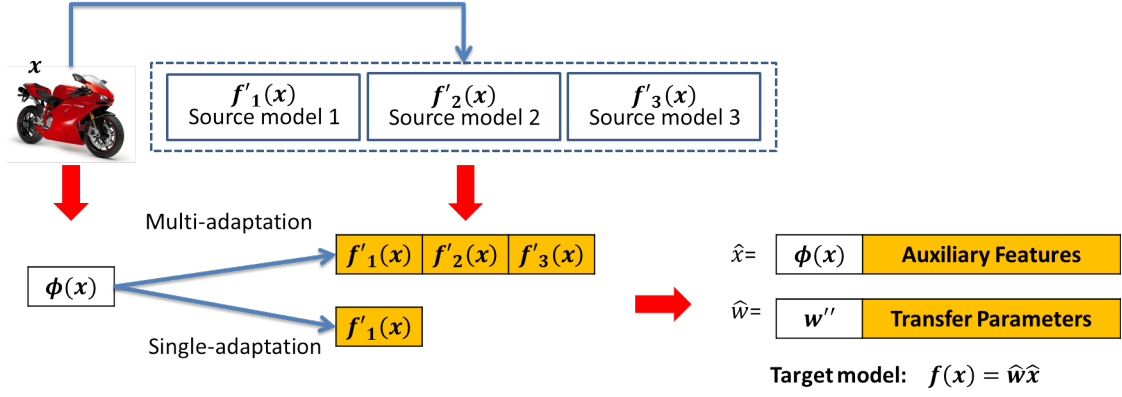 x
f'₁(x)
Source model 1
f'₂(x)
Source model 2
f'₃(x)
Source model 3
Multi-adaptation
f'₁(x) f'₂(x) f'₃(x)
ϕ(x)
f'₁(x)
Single-adaptation
x̂= ϕ(x) Auxiliary Features
ŵ= w'' Transfer Parameters
Target model: f(x) = ŵx̂